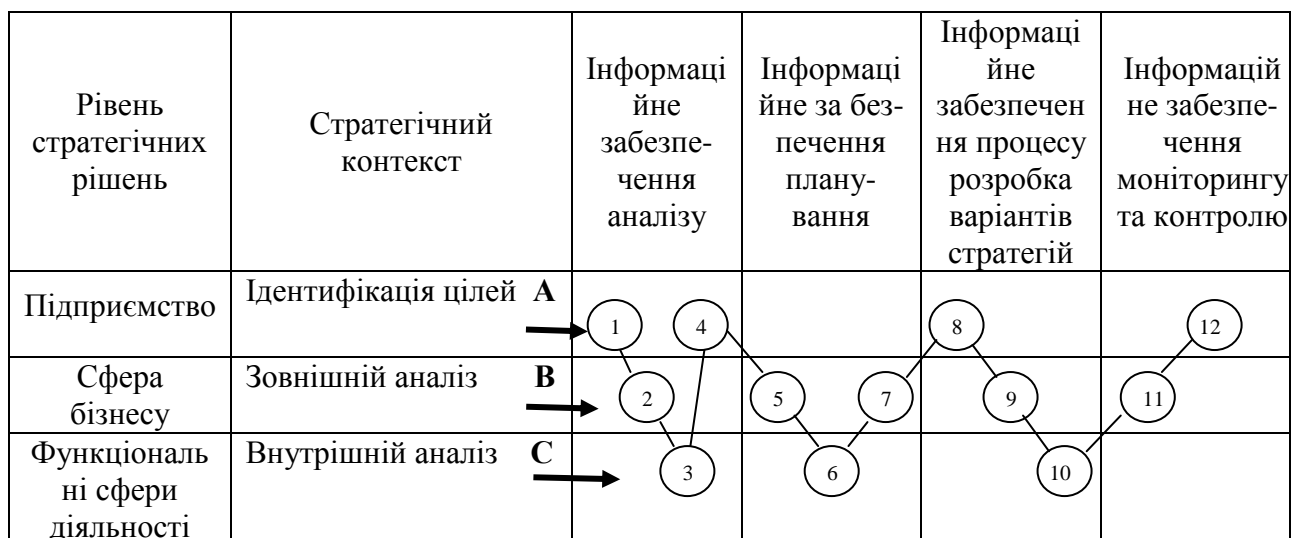 Рівень
стратегічних
рішень
Стратегічний
контекст
Інформаці
йне
забезпе-
чення
аналізу
Інформаці
йне за без-
печення
плану-
вання
Інформаці
йне
забезпечен
ня процесу
розробка
варіантів
стратегій
Інформацій
не забезпе-
чення
моніторингу
та контролю
Підприємство
Ідентифікація цілей A
1
4
8
12
Сфера
бізнесу
Зовнішній аналіз B
2
5
7
9
11
Функціональ
ні сфери
діяльності
Внутрішній аналіз C
3
6
10